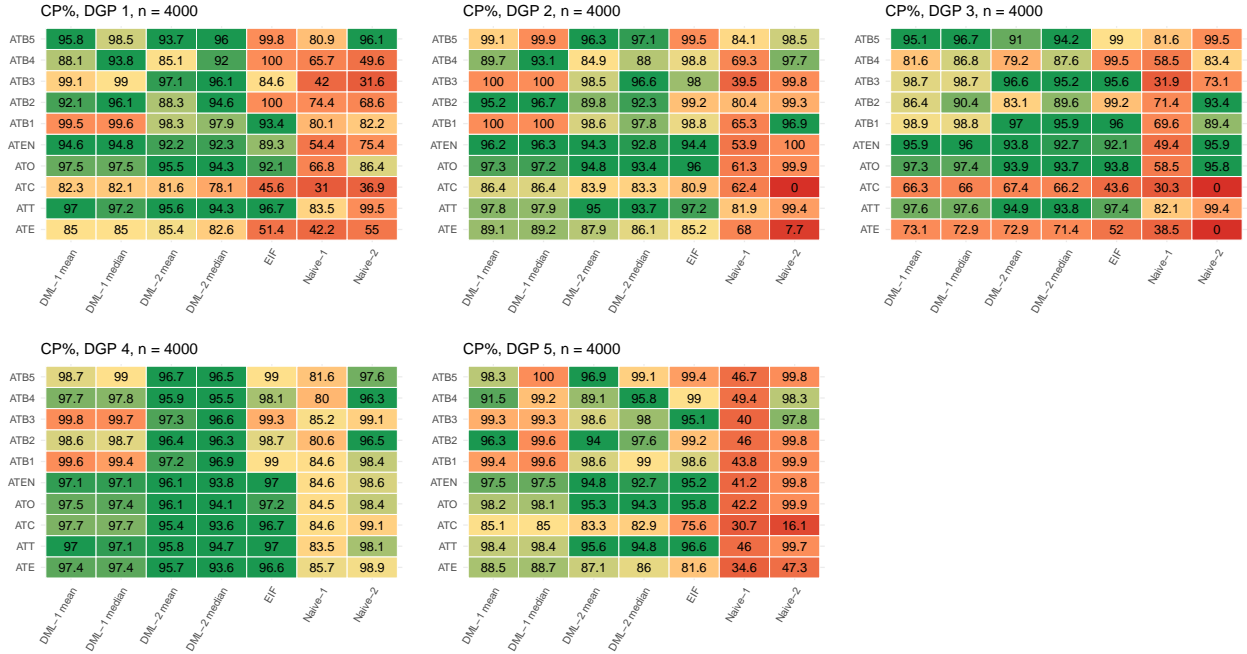 CP%, DGP 1, n = 4000
ATB5 95.8 98.5 93.7 96 99.8 80.9 96.1
ATB4 88.1 93.8 85.1 92 100 65.7 49.6
ATB3 99.1 99 97.1 96.1 84.6 42 31.6
ATB2 92.1 96.1 88.3 94.6 100 74.4 68.6
ATB1 99.5 99.6 98.3 97.9 93.4 80.1 82.2
ATEN 94.6 94.8 92.2 92.3 89.3 54.4 75.4
ATO 97.5 97.5 95.5 94.3 92.1 66.8 86.4
ATC 82.3 82.1 81.6 78.1 45.6 31 36.9
ATT 97 97.2 95.6 94.3 96.7 83.5 99.5
ATE 85 85 85.4 82.6 51.4 42.2 55
DML−1 mean DML−1 median DML−2 mean DML−2 median EIF Naive−1 Naive−2
CP%, DGP 2, n = 4000
ATB5 99.1 99.9 96.3 97.1 99.5 84.1 98.5
ATB4 89.7 93.1 84.9 88 98.8 69.3 97.7
ATB3 100 100 98.5 96.6 98 39.5 99.8
ATB2 95.2 96.7 89.8 92.3 99.2 80.4 99.3
ATB1 100 100 98.6 97.8 98.8 65.3 96.9
ATEN 96.2 96.2 94.3 92.8 94.4 53.9 100
ATO 97.3 97.2 94.8 93.4 96 61.3 99.9
ATC 86.4 86.4 83.9 83.3 80.9 62.4 0
ATT 97.8 97.9 95 93.7 97.2 81.9 99.4
ATE 89.1 89.2 87.9 86.1 85.2 68 7.7
DML−1 mean DML−1 median DML−2 mean DML−2 median EIF Naive−1 Naive−2
CP%, DGP 3, n = 4000
ATB5 95.1 96.7 91 94.2 99 81.6 99.5
ATB4 81.6 86.8 79.2 87.6 99.5 58.5 83.4
ATB3 98.7 98.7 96.6 95.2 95.6 31.9 73.1
ATB2 86.4 90.4 83.1 89.6 99.2 71.4 93.4
ATB1 98.9 98.8 97 95.9 96 69.6 89.4
ATEN 95.9 96 93.8 92.7 92.1 49.4 95.9
ATO 97.3 97.4 93.9 93.7 93.8 58.5 95.8
ATC 66.3 66 67.4 66.2 43.6 30.3 0
ATT 97.6 97.6 94.9 93.8 97.4 82.1 99.4
ATE 73.1 72.9 72.9 71.4 52 38.5 0
DML−1 mean DML−1 median DML−2 mean DML−2 median EIF Naive−1 Naive−2
CP%, DGP 4, n = 4000
ATB5 98.7 99 96.7 96.5 99 81.6 97.6
ATB4 97.7 97.8 95.9 95.5 98.1 80 96.3
ATB3 99.8 99.7 97.3 96.6 99.3 85.2 99.1
ATB2 98.6 98.7 96.4 96.3 98.7 80.6 96.5
ATB1 99.6 99.4 97.2 96.9 99 84.6 98.4
ATEN 97.1 97.1 96.1 93.8 97 84.6 98.6
ATO 97.5 97.4 96.1 94.1 97.2 84.5 98.4
ATC 97.7 97.7 95.4 93.6 96.7 84.6 99.1
ATT 97 97.1 95.8 94.7 97 83.5 98.1
ATE 97.4 97.4 95.7 93.6 96.6 85.7 98.9
DML−1 mean DML−1 median DML−2 mean DML−2 median EIF Naive−1 Naive−2
CP%, DGP 5, n = 4000
ATB5 98.3 100 96.9 99.1 99.4 46.7 99.8
ATB4 91.5 99.2 89.1 95.8 99 49.4 98.3
ATB3 99.3 99.3 98.6 98 95.1 40 97.8
ATB2 96.3 99.6 94 97.6 99.2 46 99.8
ATB1 99.4 99.6 98.6 99 98.6 43.8 99.9
ATEN 97.5 97.5 94.8 92.7 95.2 41.2 99.8
ATO 98.2 98.1 95.3 94.3 95.8 42.2 99.9
ATC 85.1 85 83.3 82.9 75.6 30.7 16.1
ATT 98.4 98.4 95.6 94.8 96.6 46 99.7
ATE 88.5 88.7 87.1 86 81.6 34.6 47.3
DML−1 mean DML−1 median DML−2 mean DML−2 median EIF Naive−1 Naive−2